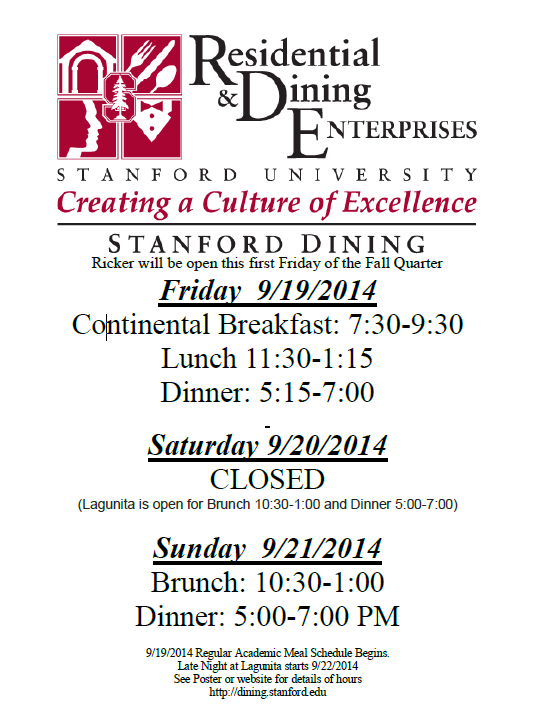 Residential
& Dining
Enterprises
STANFORD UNIVERSITY
Creating a Culture of Excellence
STANFORD DINING
Ricker will be open this first Friday of the Fall Quarter
Friday 9/19/2014
Continental Breakfast: 7:30-9:30
Lunch 11:30-1:15
Dinner: 5:15-7:00
Saturday 9/20/2014
CLOSED
(Lagunita is open for Brunch 10:30-1:00 and Dinner 5:00-7:00)
Sunday 9/21/2014
Brunch: 10:30-1:00
Dinner: 5:00-7:00 PM
9/19/2014 Regular Academic Meal Schedule Begins.
Late Night at Lagunita starts 9/22/2014
See Poster or website for details of hours
http://dining.stanford.edu